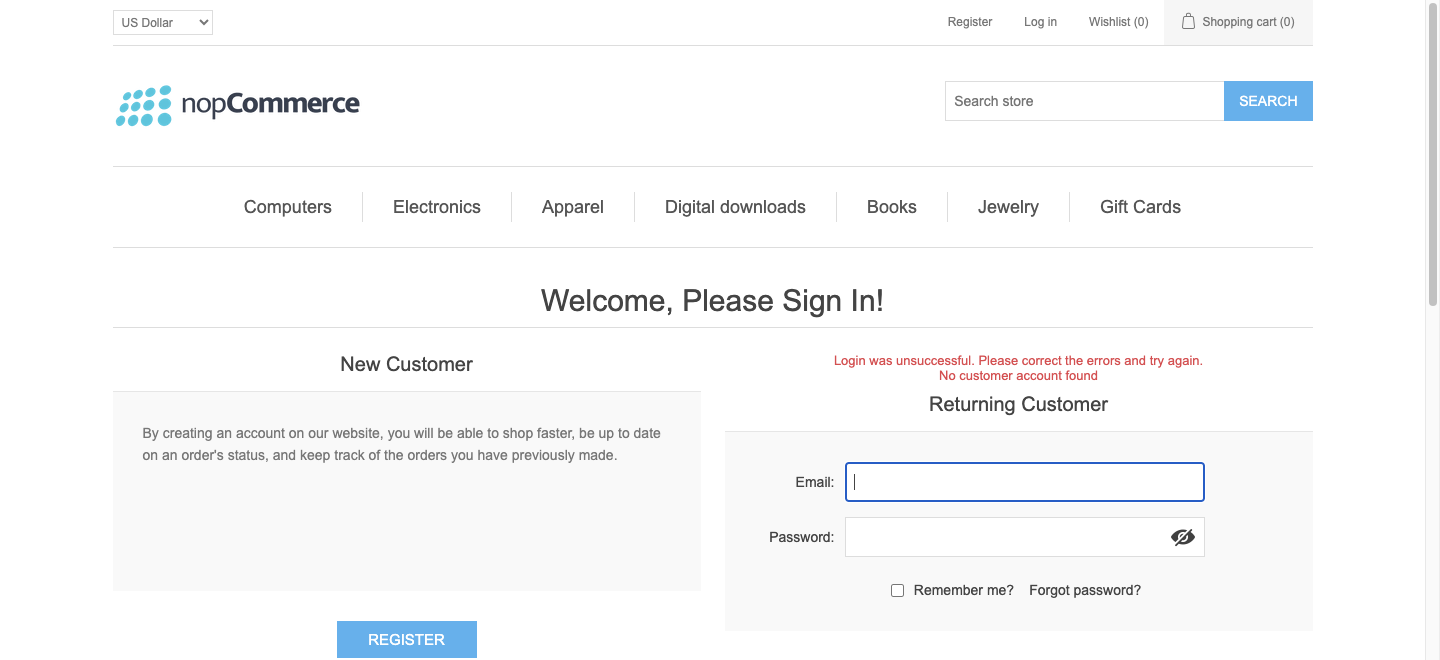 US Dollar
Register
Log in
Wishlist (0)
Shopping cart (0)
nopCommerce
Search store
SEARCH
Computers
Electronics
Apparel
Digital downloads
Books
Jewelry
Gift Cards
Welcome, Please Sign In!
New Customer
By creating an account on our website, you will be able to shop faster, be up to date
on an order's status, and keep track of the orders you have previously made.
REGISTER
Login was unsuccessful. Please correct the errors and try again.
No customer account found
Returning Customer
Email:
Password:
Remember me?
Forgot password?